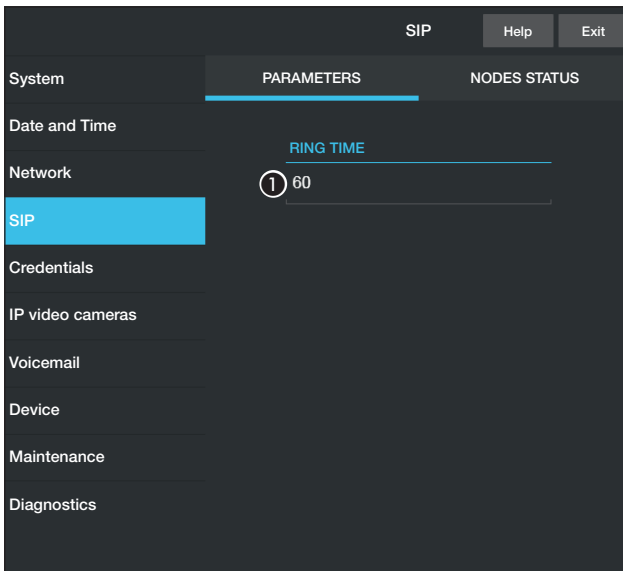 SIP
Help
Exit
System
Date and Time
Network
SIP
Credentials
IP video cameras
Voicemail
Device
Maintenance
Diagnostics
PARAMETERS
NODES STATUS
RING TIME
1 60